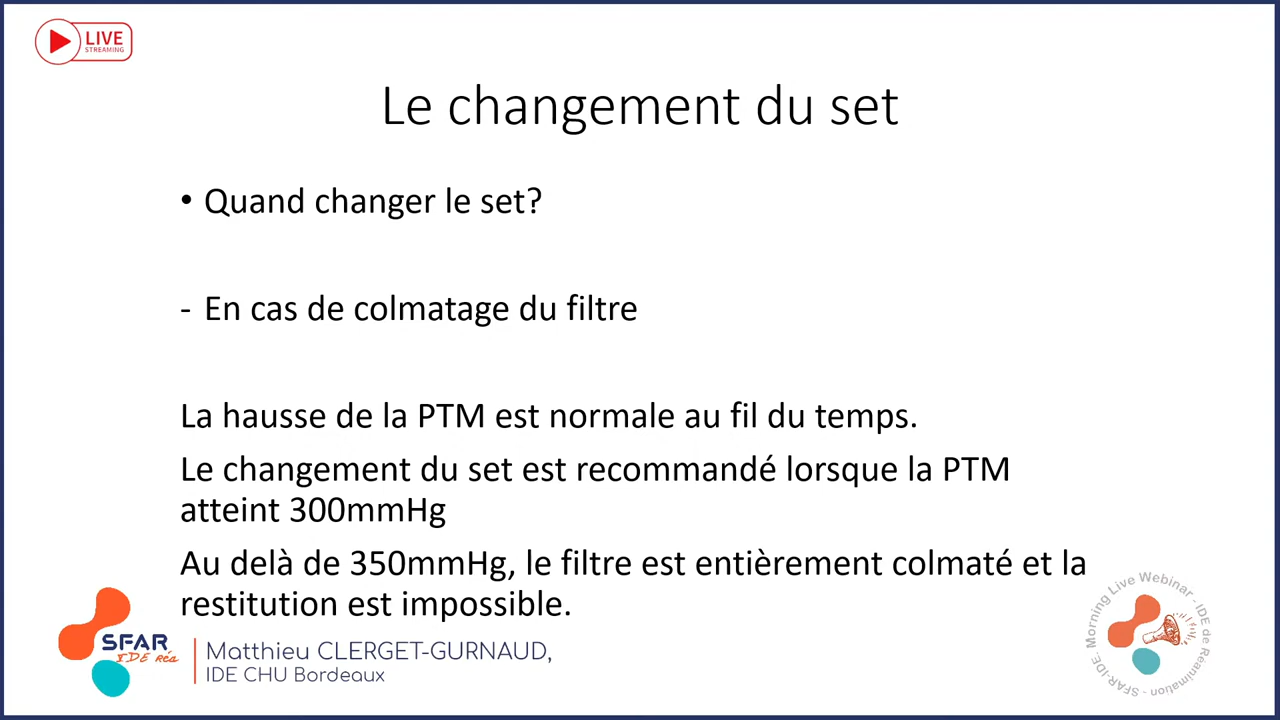 LIVE
STREAMING
Le changement du set
• Quand changer le set?
- En cas de colmatage du filtre
La hausse de la PTM est normale au fil du temps.
Le changement du set est recommandé lorsque la PTM
atteint 300mmHg
Au delà de 350mmHg, le filtre est entièrement colmaté et la
restitution est impossible.
SFAR
IDE Réa
Matthieu CLERGET-GURNAUD,
IDE CHU Bordeaux
SFAR-IDE. Morning Live Webinar - IDE de Réanimation -